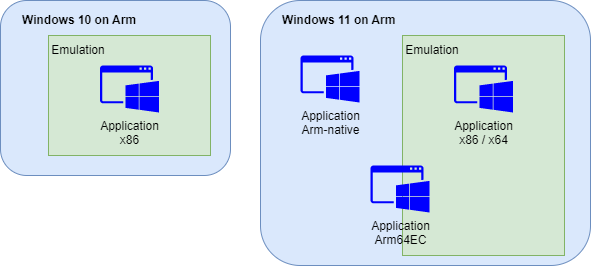 Windows 10 on Arm
Emulation
Application
x86
Windows 11 on Arm
Application
Arm-native
Emulation
Application
x86 / x64
Application
Arm64EC